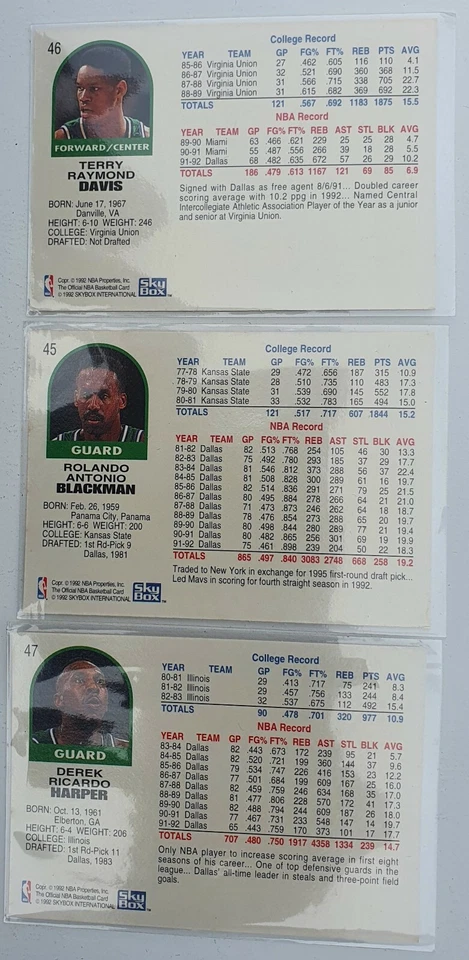 46
FORWARD/CENTER
TERRY
RAYMOND
DAVIS
BORN: June 17, 1967
Danville, VA
HEIGHT: 6-10 WEIGHT: 246
COLLEGE: Virginia Union
DRAFTED: Not Drafted
Copr. © 1992 NBA Properties, Inc.
The Official NBA Basketball Card
© 1992 SKYBOX INTERNATIONAL
SkyBox
College Record
YEAR TEAM GP FG% FT% REB PTS AVG
85-86 Virginia Union 27 .462 .605 116 110 4.1
86-87 Virginia Union 32 .521 .690 360 368 11.5
87-88 Virginia Union 31 .566 .715 338 705 22.7
88-89 Virginia Union 31 .615 .682 369 692 22.3
TOTALS 121 .567 .692 1183 1875 15.5
NBA Record
YEAR TEAM GP FG% FT% REB AST STL BLK AVG
89-90 Miami 63 .466 .621 229 25 25 28 4.7
90-91 Miami 55 .487 .556 266 39 18 28 5.5
91-92 Dallas 68 .482 .635 672 57 26 29 10.2
TOTALS 186 .479 .613 1167 121 69 85 6.9
Signed with Dallas as free agent 8/6/91... Doubled career
scoring average with 10.2 ppg in 1992... Named Central
Intercollegiate Athletic Association Player of the Year as a junior
and senior at Virginia Union.
45
GUARD
ROLANDO
ANTONIO
BLACKMAN
BORN: Feb. 26, 1959
Panama City, Panama
HEIGHT: 6-6 WEIGHT: 200
COLLEGE: Kansas State
DRAFTED: 1st Rd-Pick 9
Dallas, 1981
Copr. © 1992 NBA Properties, Inc.
The Official NBA Basketball Card
© 1992 SKYBOX INTERNATIONAL
SkyBox
College Record
YEAR TEAM GP FG% FT% REB PTS AVG
77-78 Kansas State 29 .472 .656 187 315 10.9
78-79 Kansas State 28 .510 .735 110 483 17.3
79-80 Kansas State 31 .539 .690 145 552 17.8
80-81 Kansas State 33 .532 .783 165 494 15.0
TOTALS 121 .517 .717 607 1844 15.2
NBA Record
YEAR TEAM GP FG% FT% REB AST STL BLK AVG
81-82 Dallas 82 .513 .768 254 105 46 30 13.3
82-83 Dallas 75 .492 .780 293 185 37 29 17.7
83-84 Dallas 81 .546 .812 373 288 56 37 22.4
84-85 Dallas 81 .508 .828 300 289 61 16 19.7
85-86 Dallas 82 .514 .836 291 271 79 25 21.5
86-87 Dallas 80 .495 .884 278 266 64 21 21.0
87-88 Dallas 71 .473 .873 246 262 64 18 18.7
88-89 Dallas 78 .476 .854 273 288 65 20 19.7
89-90 Dallas 80 .498 .844 280 289 77 21 19.4
90-91 Dallas 80 .482 .865 256 301 69 19 19.9
91-92 Dallas 75 .461 .898 239 204 50 22 18.3
TOTALS 865 .497 .840 3083 2748 668 258 19.2
Traded to New York in exchange for 1995 first-round draft pick...
Led Mavs in scoring for fourth straight season in 1992.
47
GUARD
DEREK
RICARDO
HARPER
BORN: Oct. 13, 1961
Elberton, GA
HEIGHT: 6-4 WEIGHT: 206
COLLEGE: Illinois
DRAFTED: 1st Rd-Pick 11
Dallas, 1983
Copr. © 1992 NBA Properties, Inc.
The Official NBA Basketball Card
© 1992 SKYBOX INTERNATIONAL
SkyBox
College Record
YEAR TEAM GP FG% FT% REB PTS AVG
80-81 Illinois 29 .413 .717 75 241 8.3
81-82 Illinois 29 .457 .756 133 244 8.4
82-83 Illinois 32 .537 .675 112 492 15.4
TOTALS 90 .478 .701 320 977 10.9
NBA Record
YEAR TEAM GP FG% FT% REB AST STL BLK AVG
83-84 Dallas 82 .443 .673 172 239 95 21 5.7
84-85 Dallas 82 .520 .721 199 360 144 37 9.6
85-86 Dallas 79 .534 .747 226 416 153 23 12.2
86-87 Dallas 77 .501 .684 199 609 167 25 16.0
87-88 Dallas 82 .459 .759 246 634 168 35 17.0
88-89 Dallas 81 .477 .806 228 570 172 41 17.3
89-90 Dallas 82 .488 .794 244 609 187 26 18.0
90-91 Dallas 77 .467 .731 233 548 147 14 19.7
91-92 Dallas 65 .443 .759 170 373 101 17 17.7
TOTALS 707 .480 .750 1917 4358 1334 239 14.7
Only NBA player to increase scoring average in first eight
seasons of his career... One of top defensive guards in the
league... Dallas' all-time leader in steals and three-point field
goals.